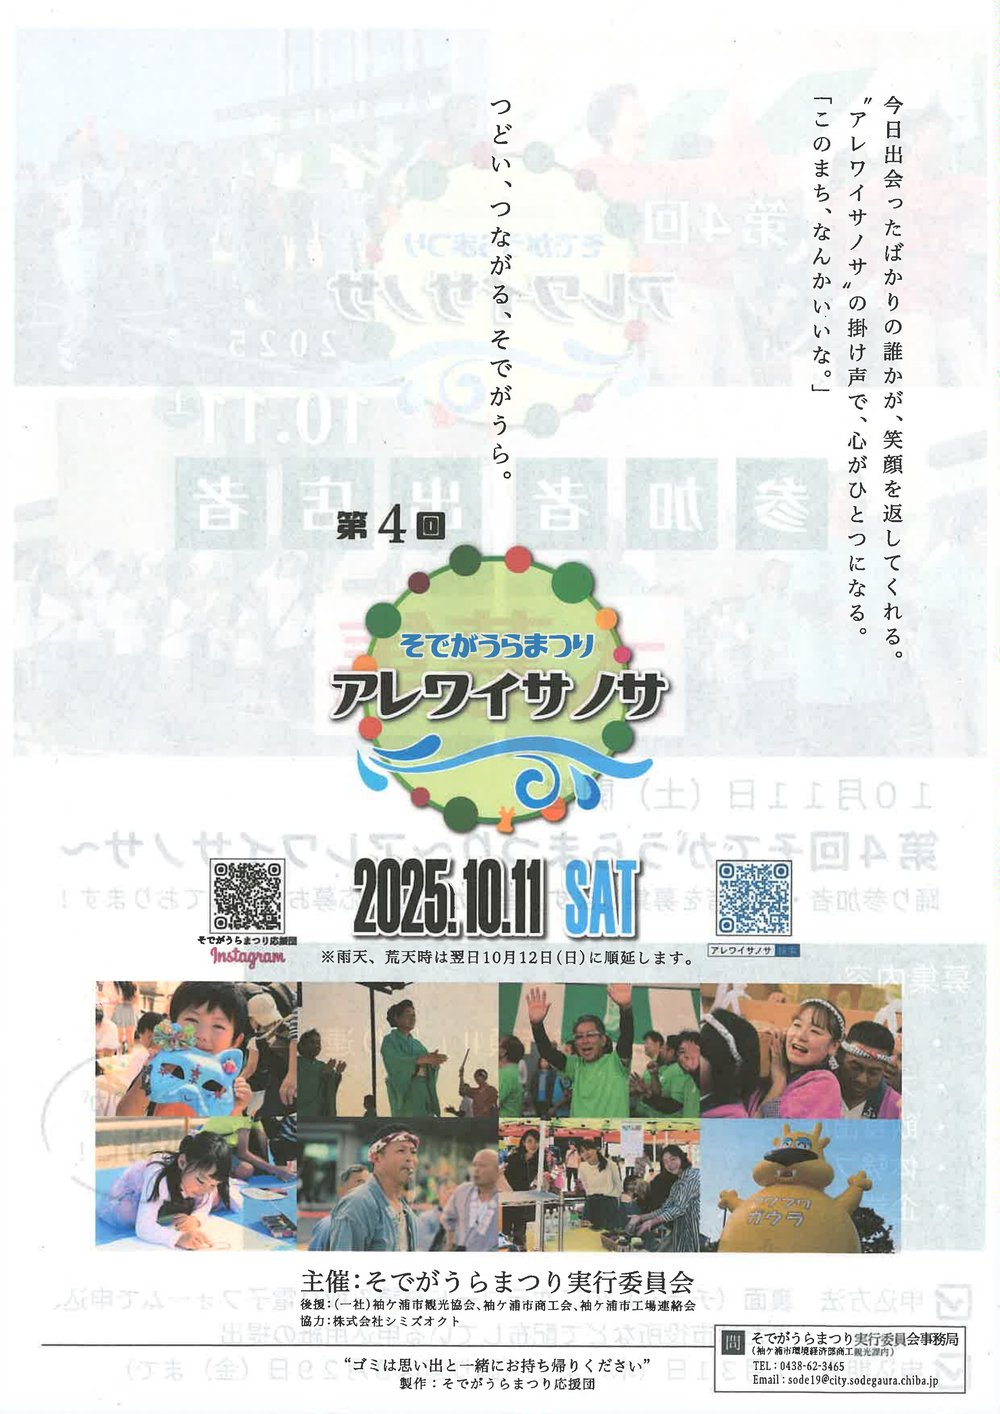 今日出会ったばかりの誰かが、笑顔を返してくれる。
〝アレワイサノサ〟の掛け声で、心がひとつになる。
「このまち、なんかいいな。」
つどい、つながる、そでがうら。
第4回
そでがうらまつり
アレワイサノサ
2025.10.11 SAT
そでがうらまつり応援団
Instagram
アレワイサノサ 検索
※雨天、荒天時は翌日10月12日(日)に順延します。
ガウラ
主催：そでがうらまつり実行委員会
後援：(一社)袖ケ浦市観光協会、袖ケ浦市商工会、袖ケ浦市工場連絡会
協力：株式会社シミズオクト
“ゴミは思い出と一緒にお持ち帰りください”
製作：そでがうらまつり応援団
問 そでがうらまつり実行委員会事務局
(袖ケ浦市環境経済部商工観光課内)
TEL：0438-62-3465
Email：sode19@city.sodegaura.chiba.jp